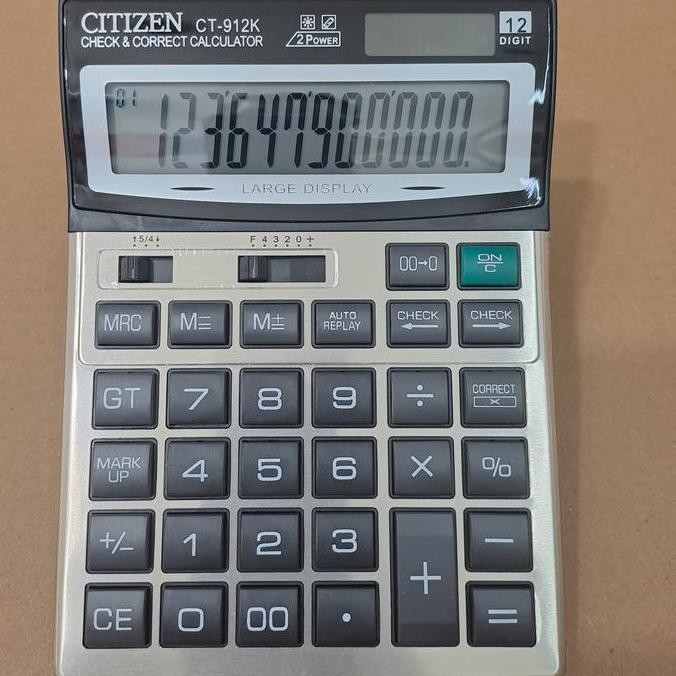 CITIZEN CT-912K
CHECK & CORRECT CALCULATOR
2 POWER
12
DIGIT
01
123647900000.
LARGE DISPLAY
↑ 5/4 ↓
F 4 3 2 0 +
00→0
ON
C
MRC
M=
M±
AUTO
REPLAY
CHECK
←
CHECK
→
GT
7
8
9
÷
CORRECT
×
MARK
UP
4
5
6
×
%
+/−
1
2
3
+
−
CE
0
00
•
=